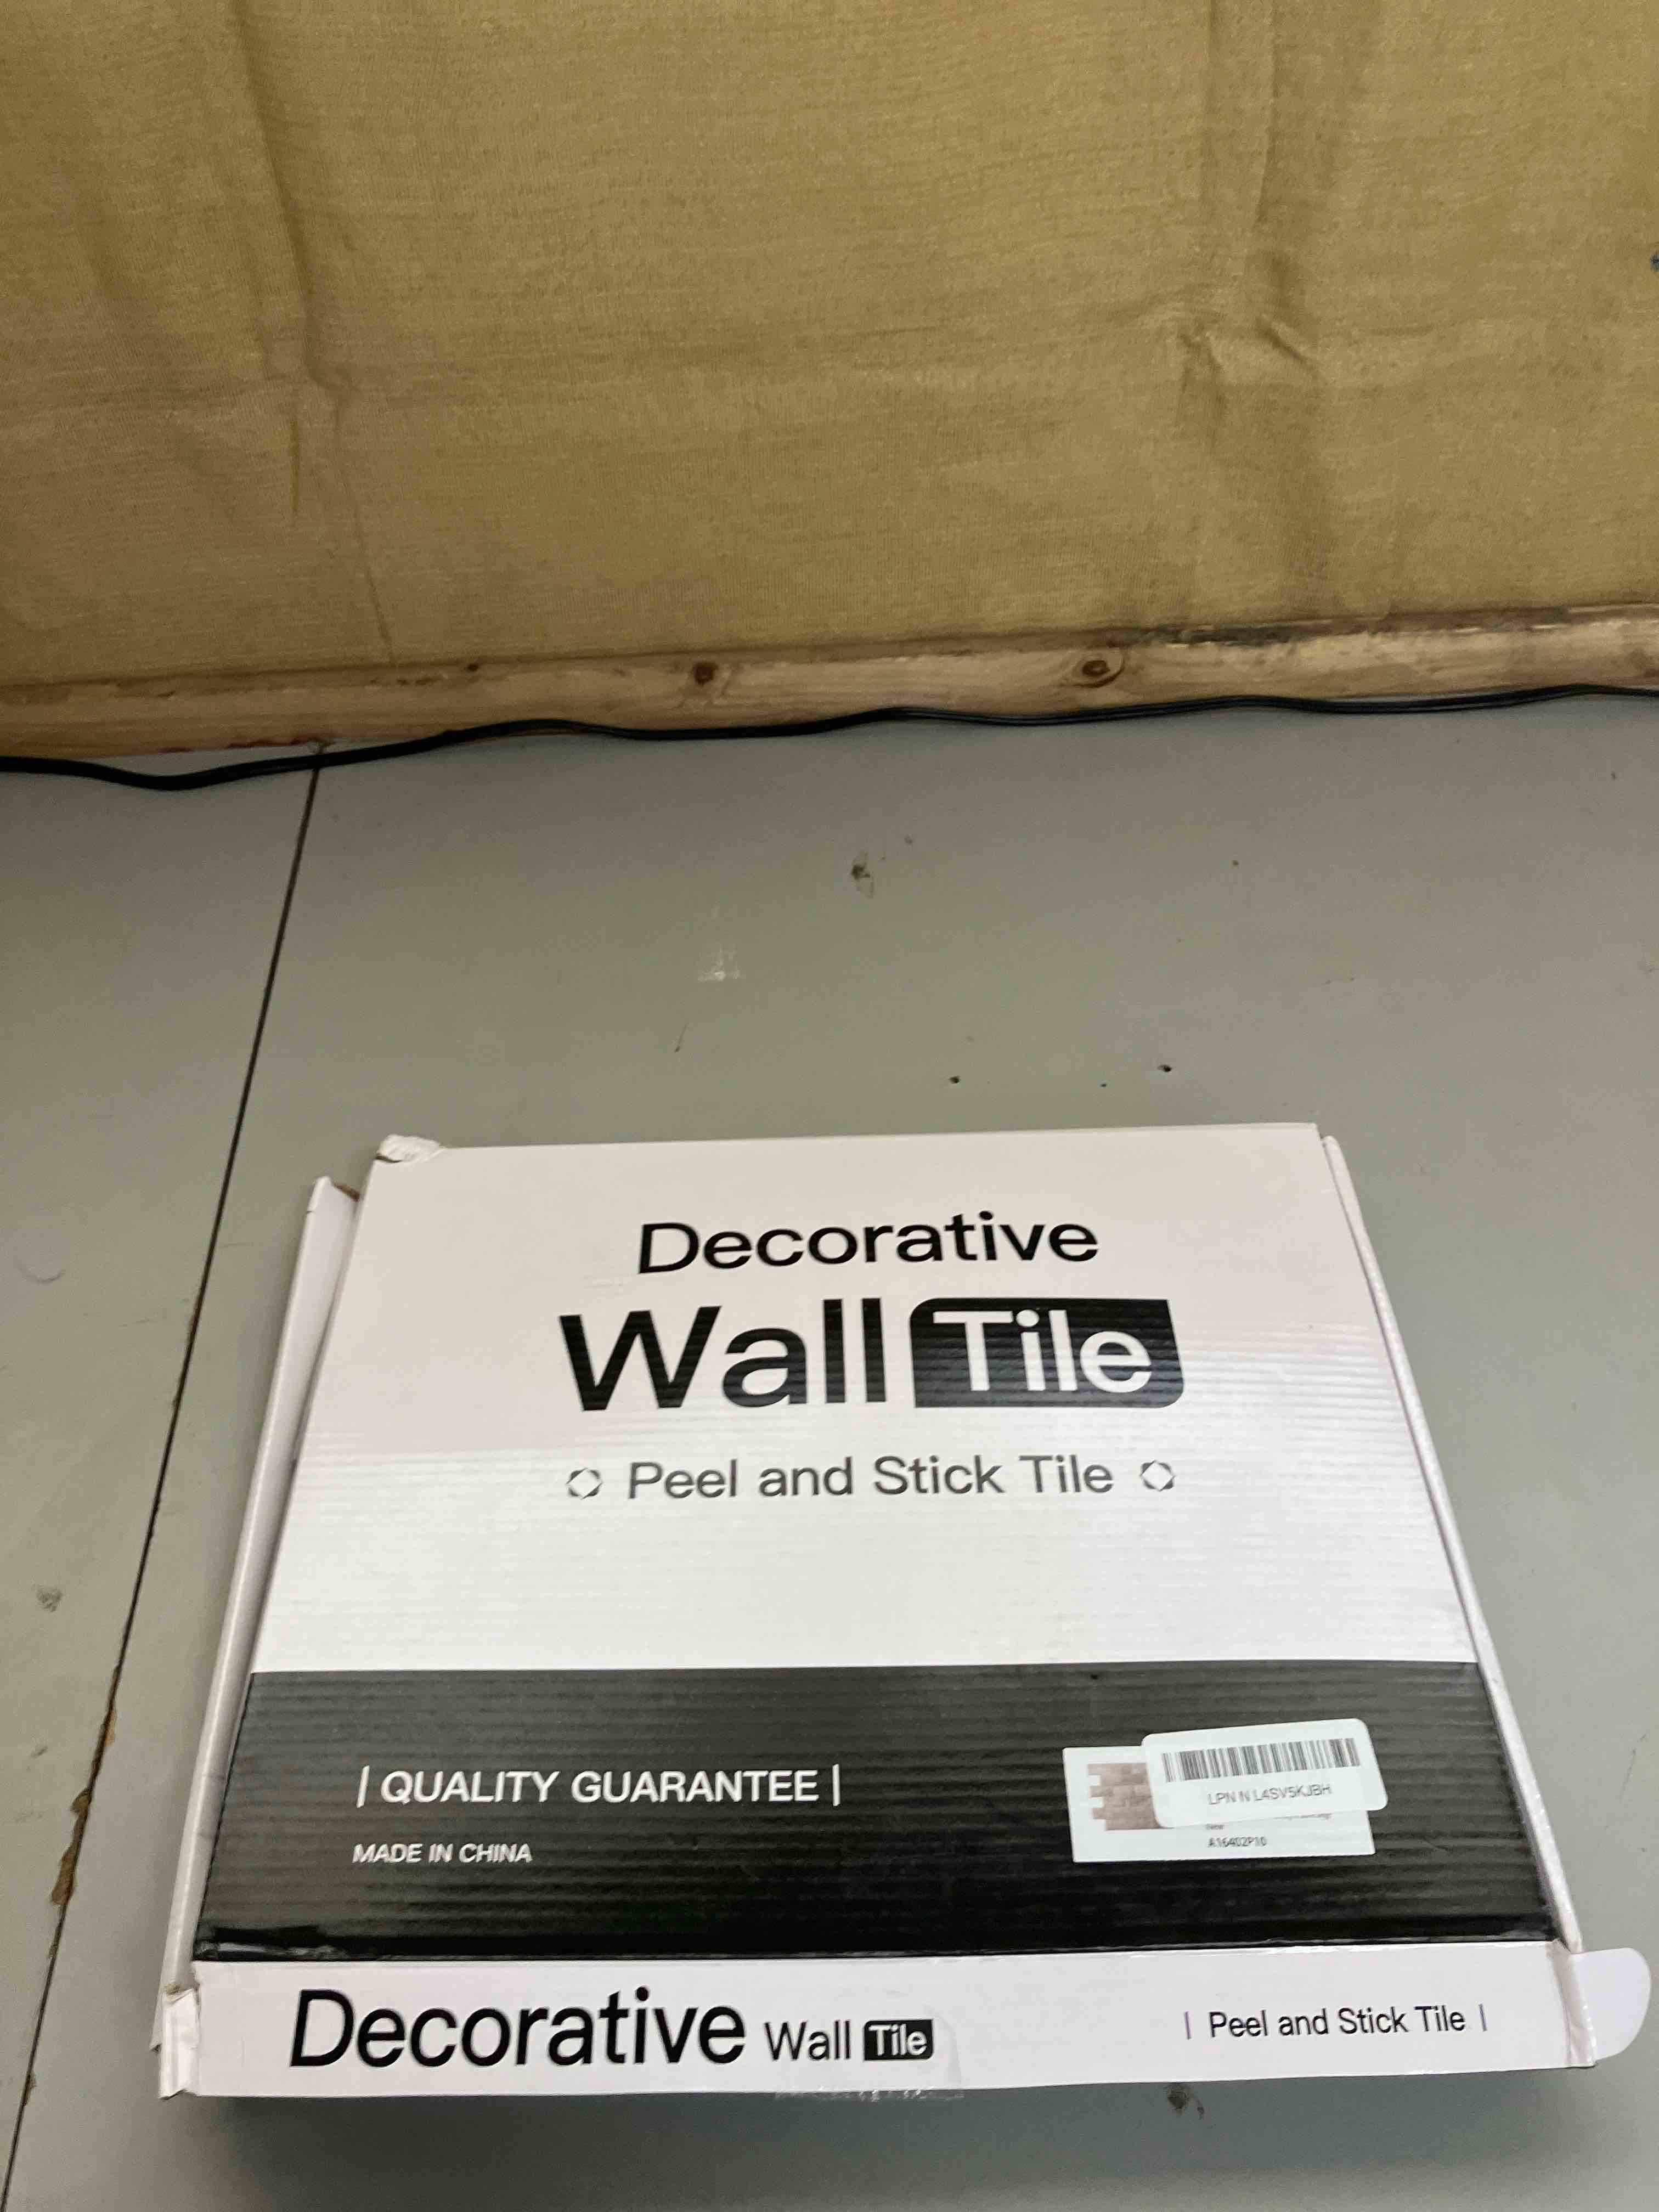 Decorative
Wall Tile
Peel and Stick Tile
| QUALITY GUARANTEE |
MADE IN CHINA
LPN N L4SV5KJBH
New
A16402P10
Decorative Wall Tile
| Peel and Stick Tile |